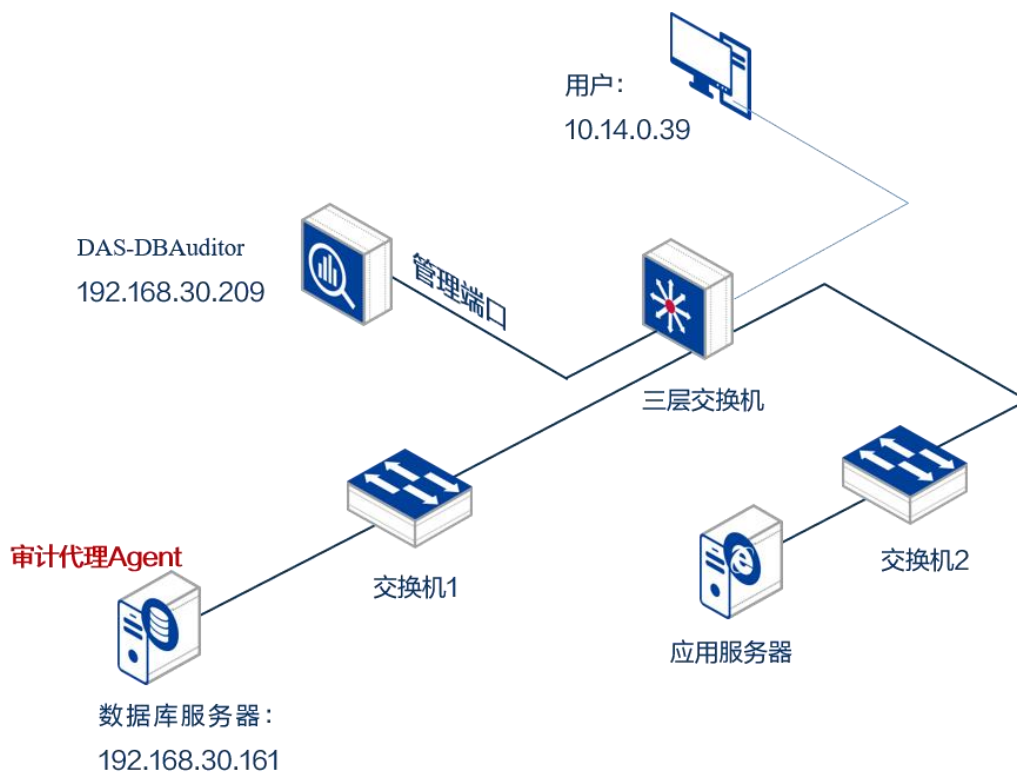 用户：
10.14.0.39
DAS-DBAuditor
192.168.30.209
管理端口
三层交换机
审计代理Agent
交换机1
交换机2
应用服务器
数据库服务器：
192.168.30.161